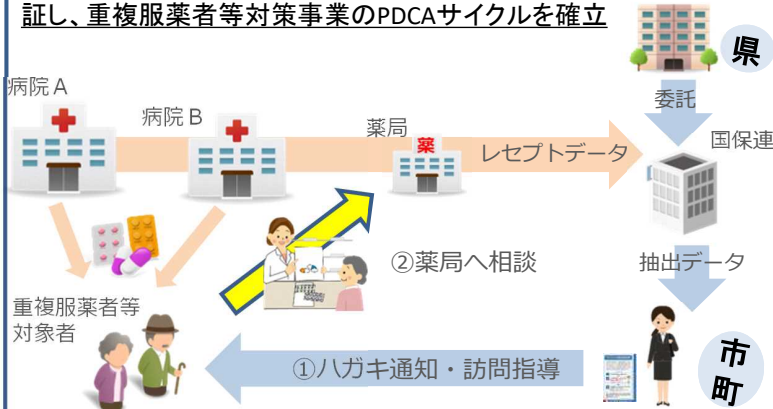 証し、重複服薬者等対策事業のPDCAサイクルを確立
県
病院A
病院B
薬局
委託
薬
レセプトデータ
国保連
②薬局へ相談
抽出データ
重複服薬者等
対象者
①ハガキ通知・訪問指導
市
町